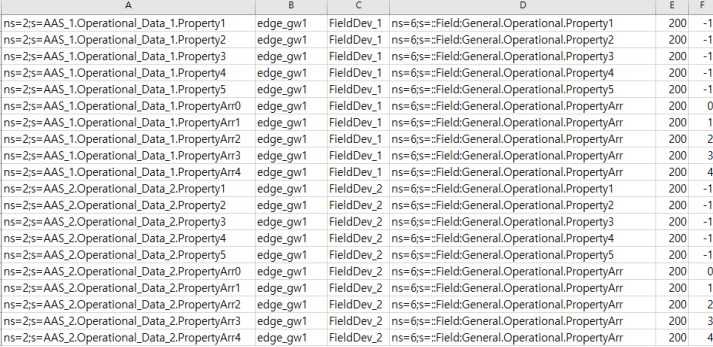 A B C D E F
ns=2;s=AAS_1.Operational_Data_1.Property1 edge_gw1 FieldDev_1 ns=6;s=::Field:General.Operational.Property1 200 -1
ns=2;s=AAS_1.Operational_Data_1.Property2 edge_gw1 FieldDev_1 ns=6;s=::Field:General.Operational.Property2 200 -1
ns=2;s=AAS_1.Operational_Data_1.Property3 edge_gw1 FieldDev_1 ns=6;s=::Field:General.Operational.Property3 200 -1
ns=2;s=AAS_1.Operational_Data_1.Property4 edge_gw1 FieldDev_1 ns=6;s=::Field:General.Operational.Property4 200 -1
ns=2;s=AAS_1.Operational_Data_1.Property5 edge_gw1 FieldDev_1 ns=6;s=::Field:General.Operational.Property5 200 -1
ns=2;s=AAS_1.Operational_Data_1.PropertyArr0 edge_gw1 FieldDev_1 ns=6;s=::Field:General.Operational.PropertyArr 200 0
ns=2;s=AAS_1.Operational_Data_1.PropertyArr1 edge_gw1 FieldDev_1 ns=6;s=::Field:General.Operational.PropertyArr 200 1
ns=2;s=AAS_1.Operational_Data_1.PropertyArr2 edge_gw1 FieldDev_1 ns=6;s=::Field:General.Operational.PropertyArr 200 2
ns=2;s=AAS_1.Operational_Data_1.PropertyArr3 edge_gw1 FieldDev_1 ns=6;s=::Field:General.Operational.PropertyArr 200 3
ns=2;s=AAS_1.Operational_Data_1.PropertyArr4 edge_gw1 FieldDev_1 ns=6;s=::Field:General.Operational.PropertyArr 200 4
ns=2;s=AAS_2.Operational_Data_2.Property1 edge_gw1 FieldDev_2 ns=6;s=::Field:General.Operational.Property1 200 -1
ns=2;s=AAS_2.Operational_Data_2.Property2 edge_gw1 FieldDev_2 ns=6;s=::Field:General.Operational.Property2 200 -1
ns=2;s=AAS_2.Operational_Data_2.Property3 edge_gw1 FieldDev_2 ns=6;s=::Field:General.Operational.Property3 200 -1
ns=2;s=AAS_2.Operational_Data_2.Property4 edge_gw1 FieldDev_2 ns=6;s=::Field:General.Operational.Property4 200 -1
ns=2;s=AAS_2.Operational_Data_2.Property5 edge_gw1 FieldDev_2 ns=6;s=::Field:General.Operational.Property5 200 -1
ns=2;s=AAS_2.Operational_Data_2.PropertyArr0 edge_gw1 FieldDev_2 ns=6;s=::Field:General.Operational.PropertyArr 200 0
ns=2;s=AAS_2.Operational_Data_2.PropertyArr1 edge_gw1 FieldDev_2 ns=6;s=::Field:General.Operational.PropertyArr 200 1
ns=2;s=AAS_2.Operational_Data_2.PropertyArr2 edge_gw1 FieldDev_2 ns=6;s=::Field:General.Operational.PropertyArr 200 2
ns=2;s=AAS_2.Operational_Data_2.PropertyArr3 edge_gw1 FieldDev_2 ns=6;s=::Field:General.Operational.PropertyArr 200 3
ns=2;s=AAS_2.Operational_Data_2.PropertyArr4 edge_gw1 FieldDev_2 ns=6;s=::Field:General.Operational.PropertyArr 200 4